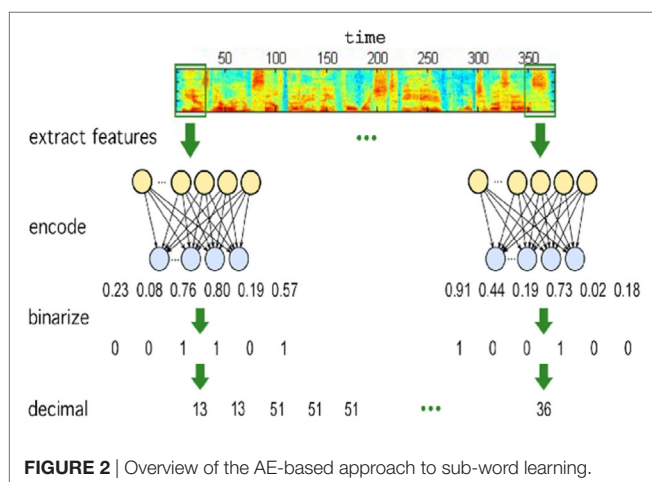 time
50 100 150 200 250 300 350
extract features
...
encode
... ...
... ...
0.23 0.08 0.76 0.80 0.19 0.57 0.91 0.44 0.19 0.73 0.02 0.18
binarize
0 0 1 1 0 1 1 0 0 1 0 0
decimal 13 13 51 51 51 ... 36
FIGURE 2 | Overview of the AE-based approach to sub-word learning.